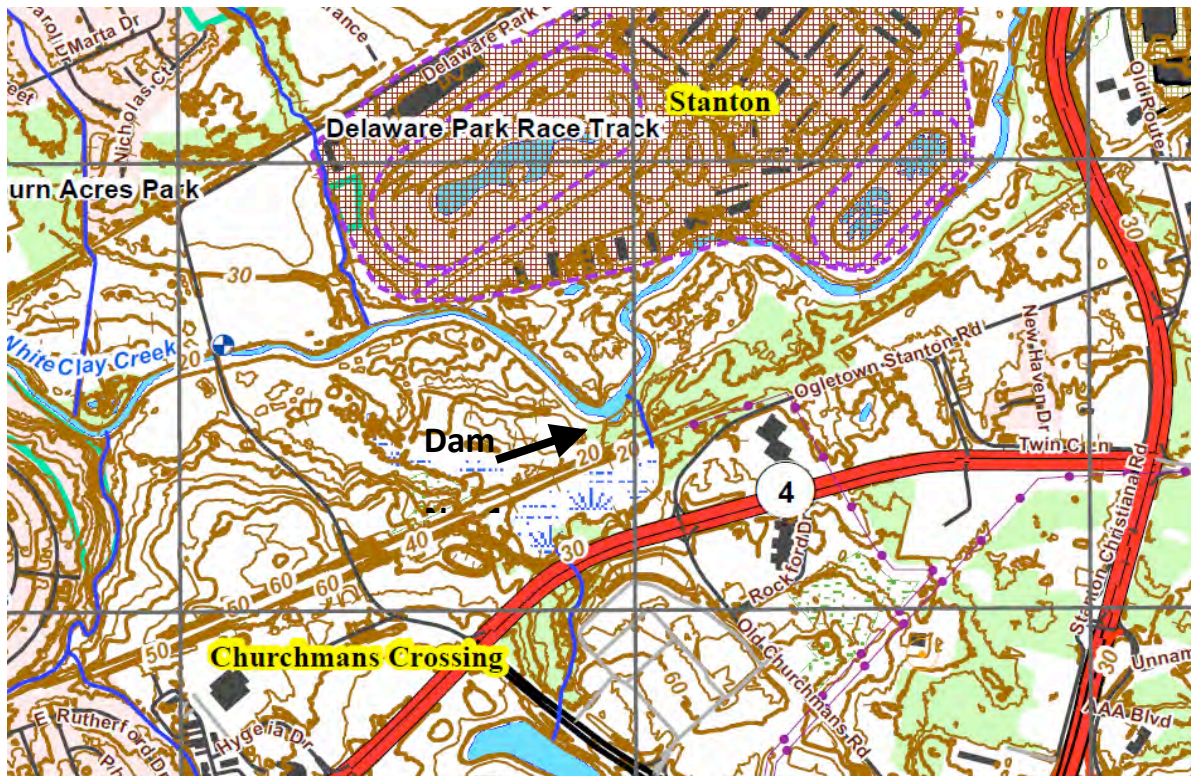 Marta Dr
Nicholas Ct
Delaware Park
Stanton
Delaware Park Race Track
Old Route
urn Acres Park
30
30
White Clay Creek
20
New Haven Dr
Ogletown Stanton Rd
Dam
20
20
Twin C en
4
40
30
60
60
50
Rockford Dr
Stanton Christiana Rd
50
Churchmans Crossing
60
Old Churchmans Rd
30
Unnam
AAA Blvd
E Rutherford Dr
Hygeia Dr